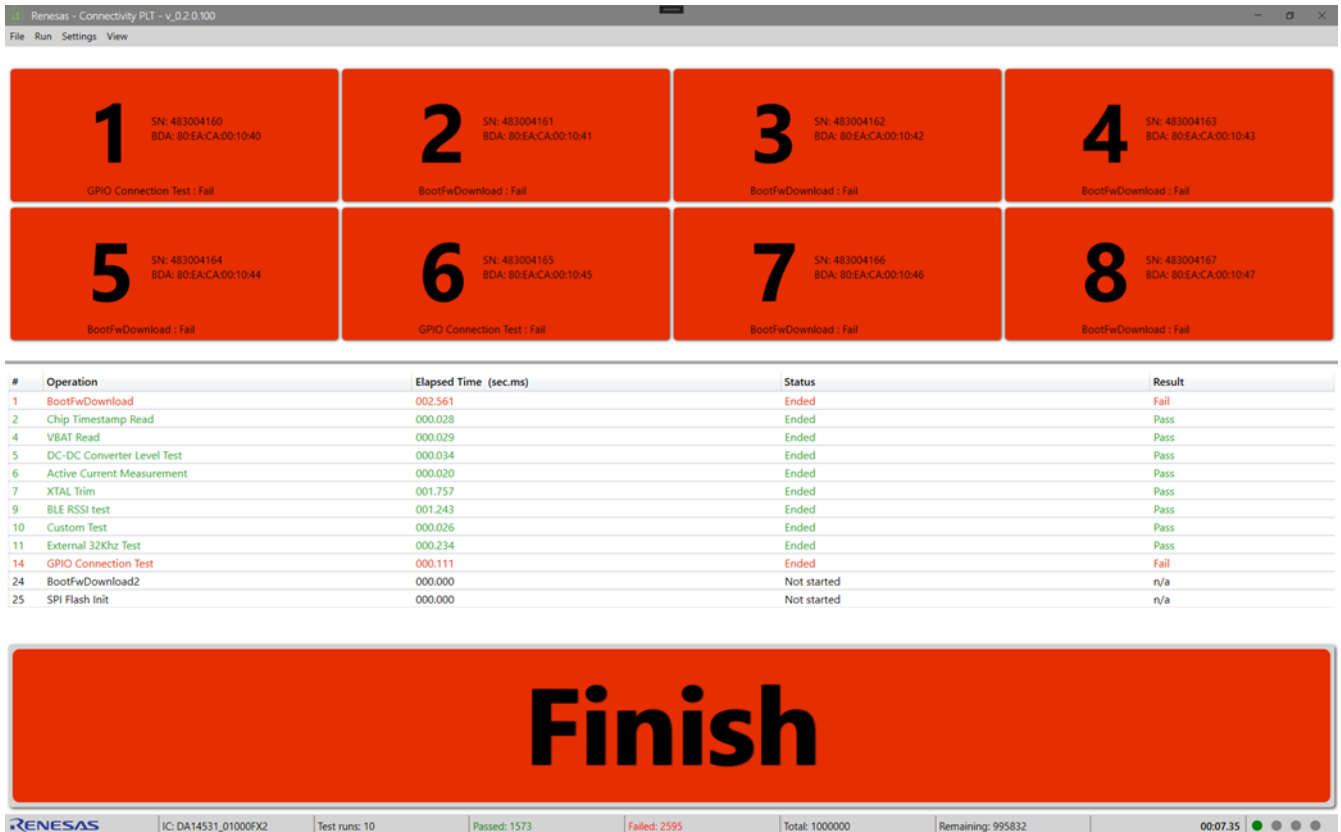 Renesas - Connectivity PLT - v_0.2.0.100
File Run Settings View
1 SN: 483004160
BDA: 80:EA:CA:00:10:40
GPIO Connection Test : Fail
2 SN: 483004161
BDA: 80:EA:CA:00:10:41
BootFwDownload : Fail
3 SN: 483004162
BDA: 80:EA:CA:00:10:42
BootFwDownload : Fail
4 SN: 483004163
BDA: 80:EA:CA:00:10:43
BootFwDownload : Fail
5 SN: 483004164
BDA: 80:EA:CA:00:10:44
BootFwDownload : Fail
6 SN: 483004165
BDA: 80:EA:CA:00:10:45
GPIO Connection Test : Fail
7 SN: 483004166
BDA: 80:EA:CA:00:10:46
BootFwDownload : Fail
8 SN: 483004167
BDA: 80:EA:CA:00:10:47
BootFwDownload : Fail
# Operation Elapsed Time (sec.ms) Status Result
1 BootFwDownload 002.561 Ended Fail
2 Chip Timestamp Read 000.028 Ended Pass
4 VBAT Read 000.029 Ended Pass
5 DC-DC Converter Level Test 000.034 Ended Pass
6 Active Current Measurement 000.020 Ended Pass
7 XTAL Trim 001.757 Ended Pass
9 BLE RSSI test 001.243 Ended Pass
10 Custom Test 000.026 Ended Pass
11 External 32Khz Test 000.234 Ended Pass
14 GPIO Connection Test 000.111 Ended Fail
24 BootFwDownload2 000.000 Not started n/a
25 SPI Flash Init 000.000 Not started n/a
Finish
RENESAS IC: DA14531_01000FX2 Test runs: 10 Passed: 1573 Failed: 2595 Total: 1000000 Remaining: 995832 00:07.35